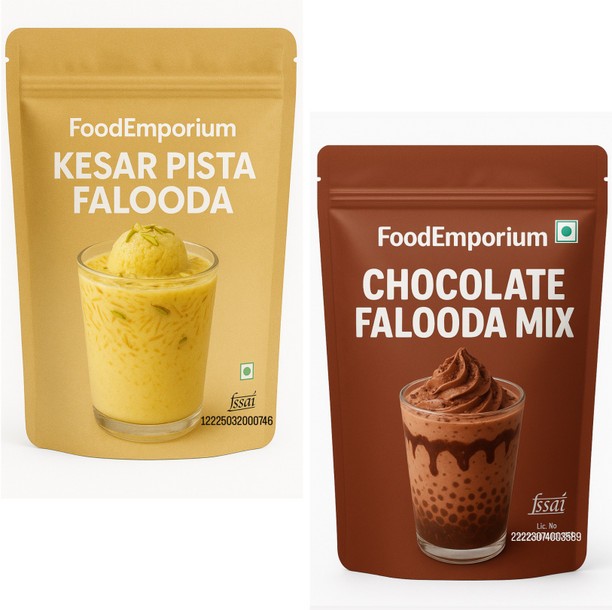 FoodEmporium
KESAR PISTA
FALOODA
fssai
12225032000746
FoodEmporium
CHOCOLATE
FALOODA MIX
fssai
Lic. No